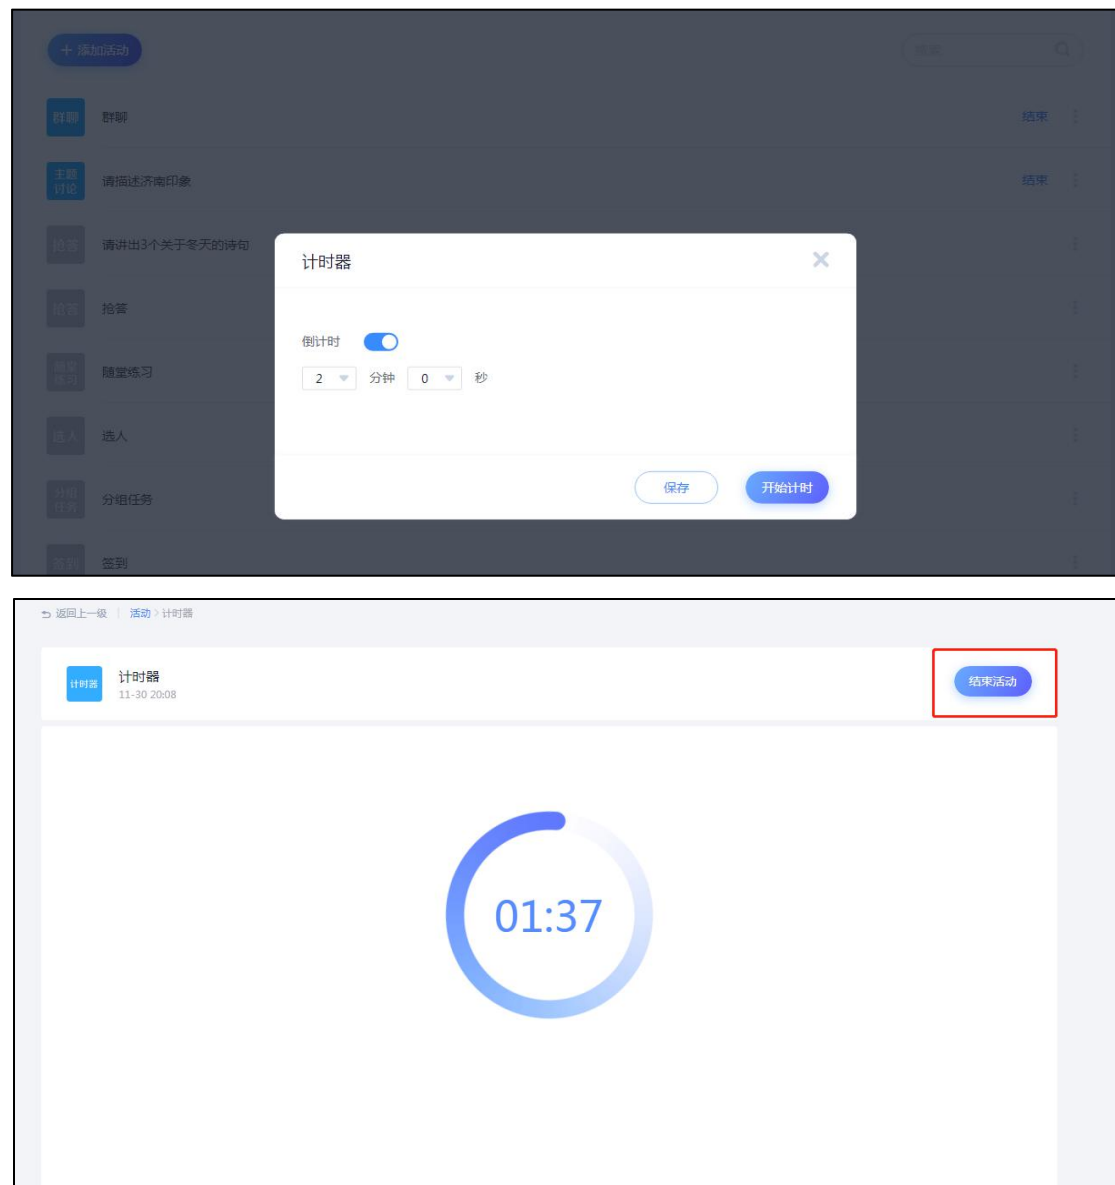 + 添加活动
搜索
群聊 群聊 结束
主题
讨论 请描述济南印象 结束
抢答 请讲出3个关于冬天的诗句
抢答 抢答
随堂
练习 随堂练习
选人 选人
分组
任务 分组任务
签到 签到
计时器
倒计时
2 分钟 0 秒
保存 开始计时
返回上一级 | 活动 > 计时器
计时器 计时器 结束活动
11-30 20:08
01:37